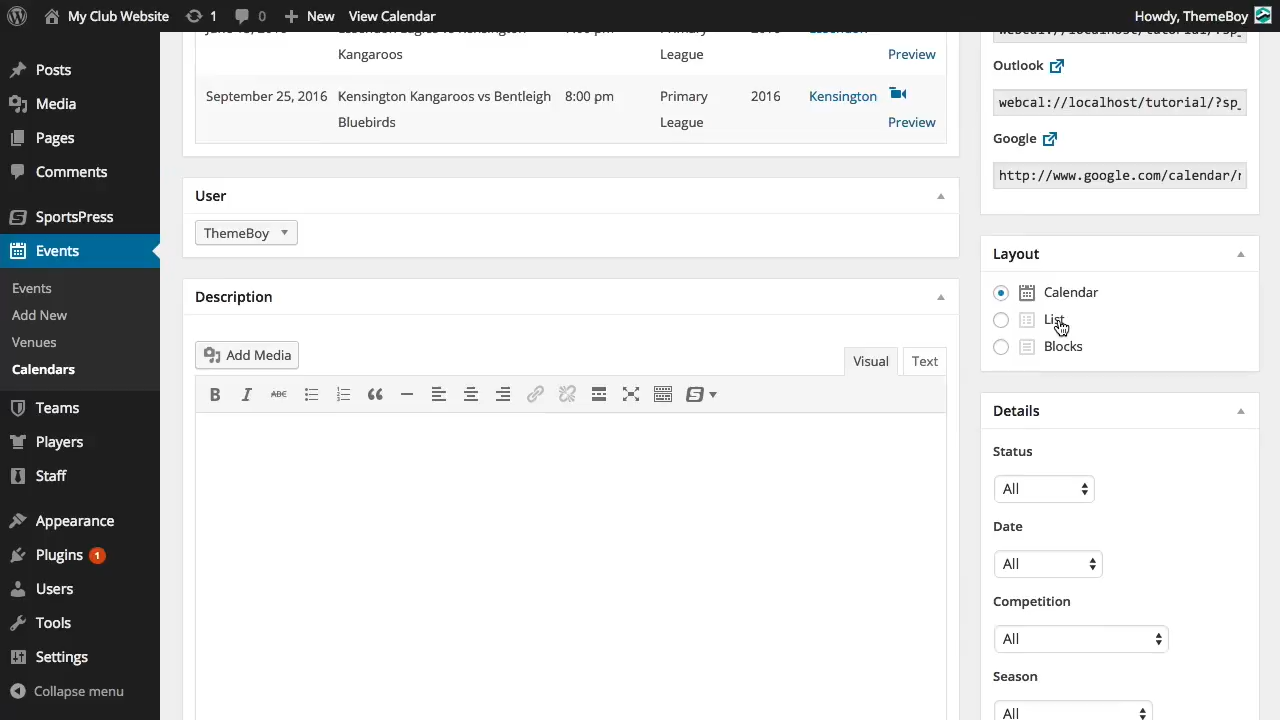 My Club Website 1 0 New View Calendar Howdy, ThemeBoy
Posts
Media
Pages
Comments
SportsPress
Events
Events
Add New
Venues
Calendars
Teams
Players
Staff
Appearance
Plugins 1
Users
Tools
Settings
Collapse menu
Kangaroos League Preview
September 25, 2016 Kensington Kangaroos vs Bentleigh 8:00 pm Primary 2016 Kensington
Bluebirds League Preview
User
ThemeBoy
Description
Add Media
Visual Text
B I ABC
Outlook
webcal://localhost/tutorial/?sp_
Google
http://www.google.com/calendar/r
Layout
Calendar
List
Blocks
Details
Status
All
Date
All
Competition
All
Season
All